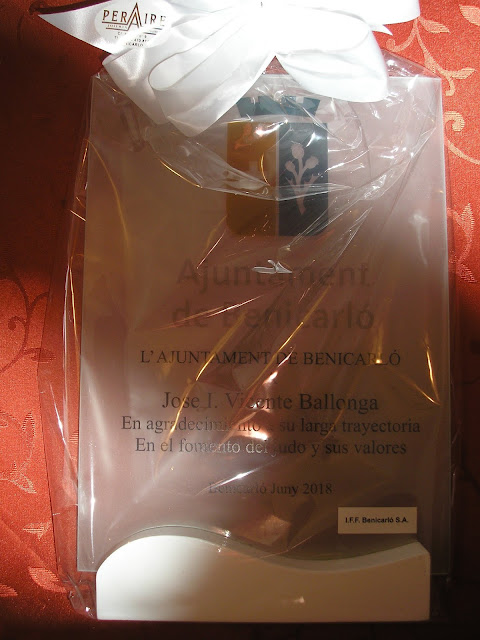 PERAIRE
Ajuntament
de Benicarló
L'AJUNTAMENT DE BENICARLÓ
Jose I. Vicente Ballonga
En agradecimiento a su larga trayectoria
En el fomento del judo y sus valores
Benicarló Juny 2018
I.F.F. Benicarló S.A.